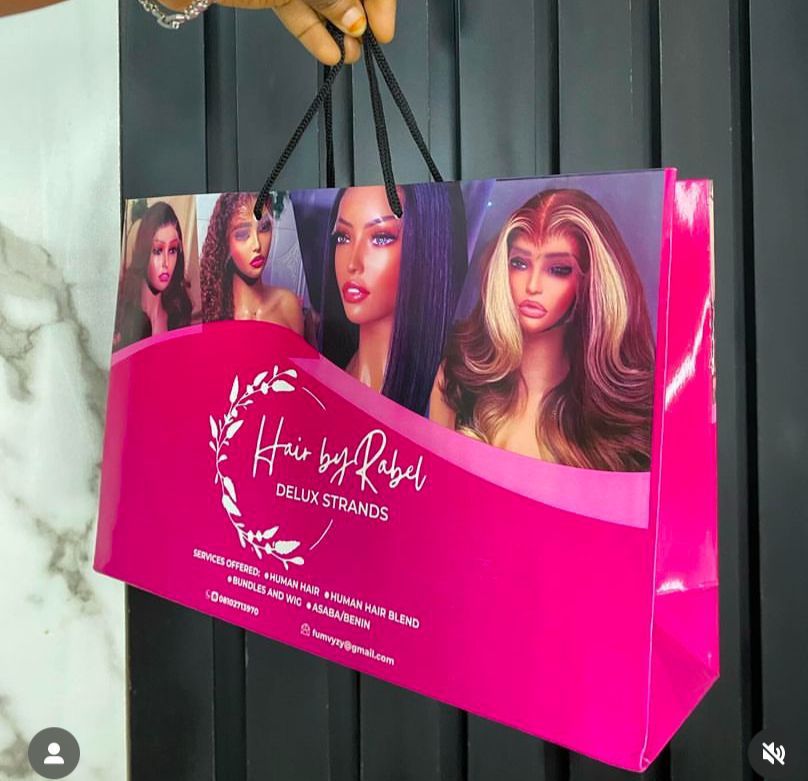 Hair by Rabel
DELUX STRANDS
SERVICES OFFERED: •HUMAN HAIR •HUMAN HAIR BLEND
•BUNDLES AND WIG •ASABA/BENIN
08102713970
fumvyzy@gmail.com